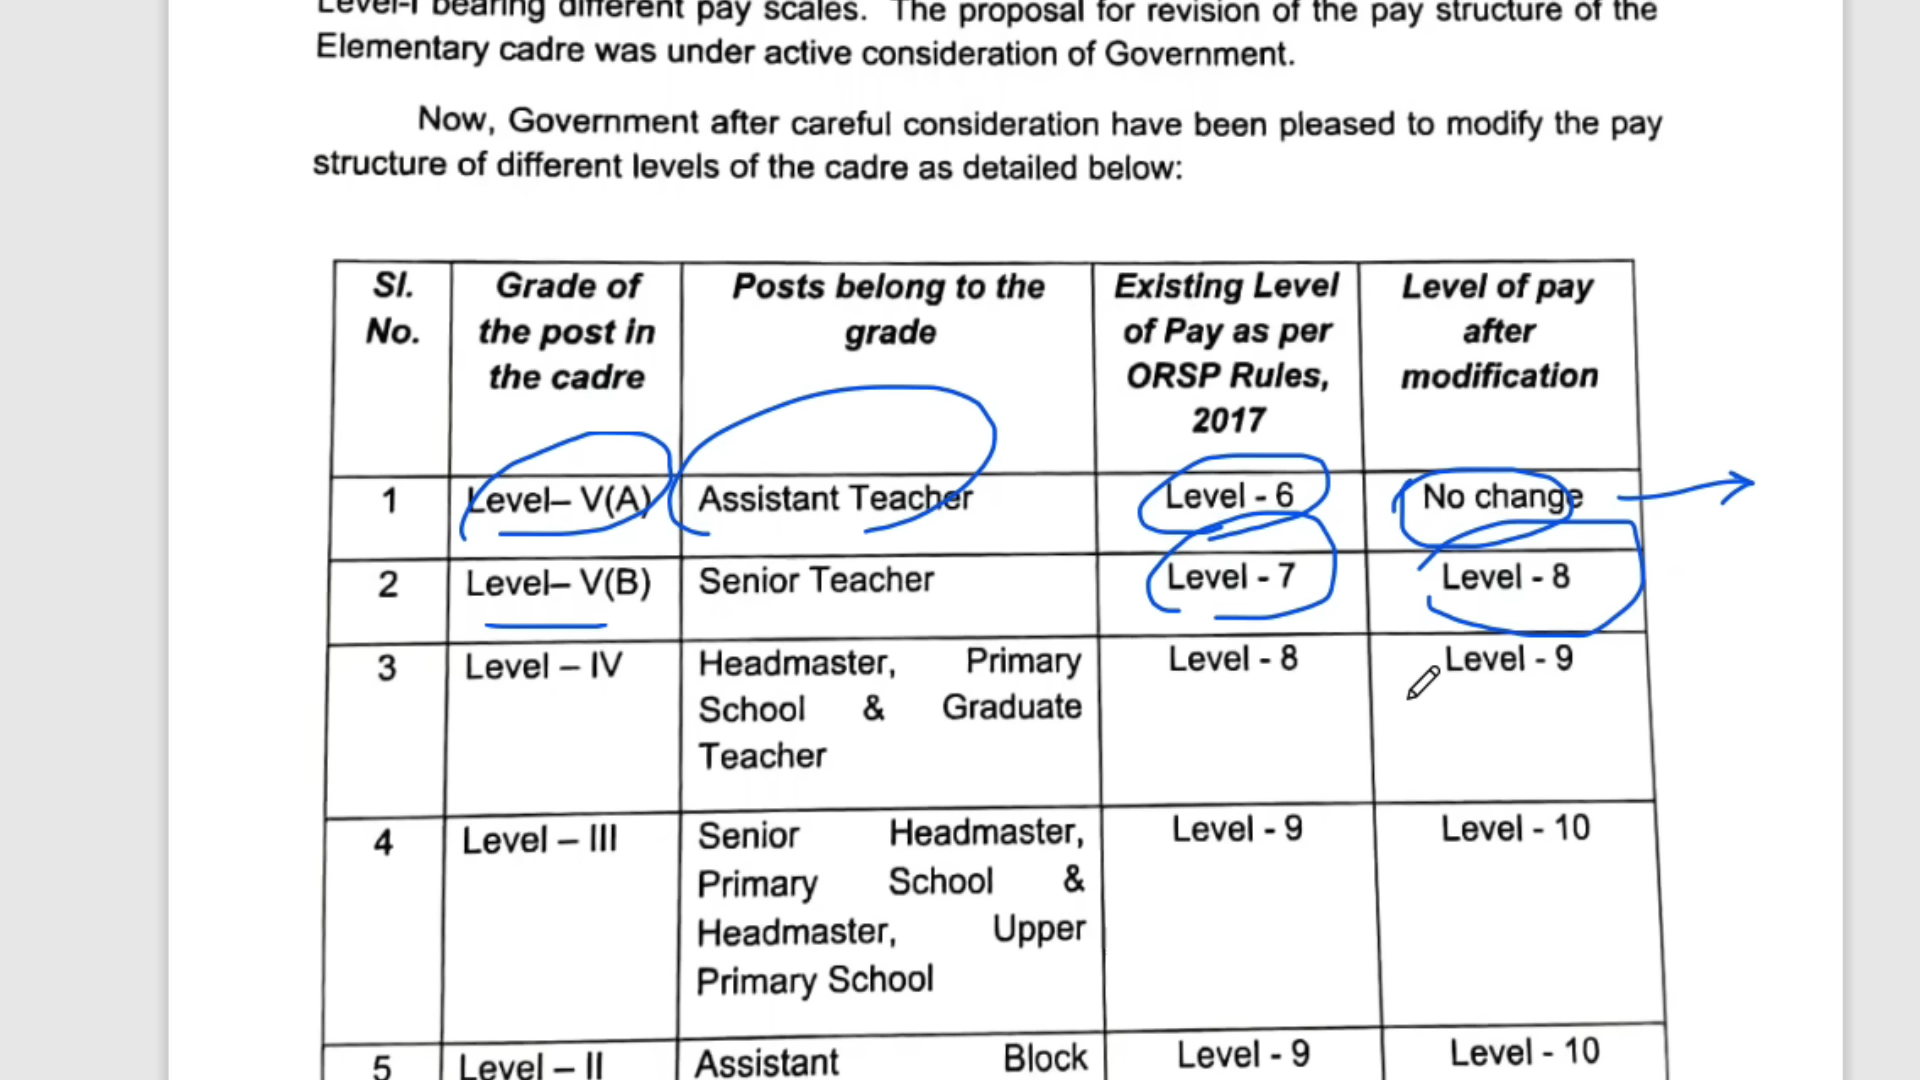 Level-I bearing different pay scales. The proposal for revision of the pay structure of the
Elementary cadre was under active consideration of Government.
Now, Government after careful consideration have been pleased to modify the pay
structure of different levels of the cadre as detailed below:
Sl. No.
Grade of the post in the cadre
Posts belong to the grade
Existing Level of Pay as per ORSP Rules, 2017
Level of pay after modification
1 Level– V(A) Assistant Teacher Level - 6 No change
2 Level– V(B) Senior Teacher Level - 7 Level - 8
3 Level – IV Headmaster, Primary Level - 8 Level - 9
School & Graduate
Teacher
4 Level – III Senior Headmaster, Level - 9 Level - 10
Primary School &
Headmaster, Upper
Primary School
5 Level – II Assistant Block Level - 9 Level - 10